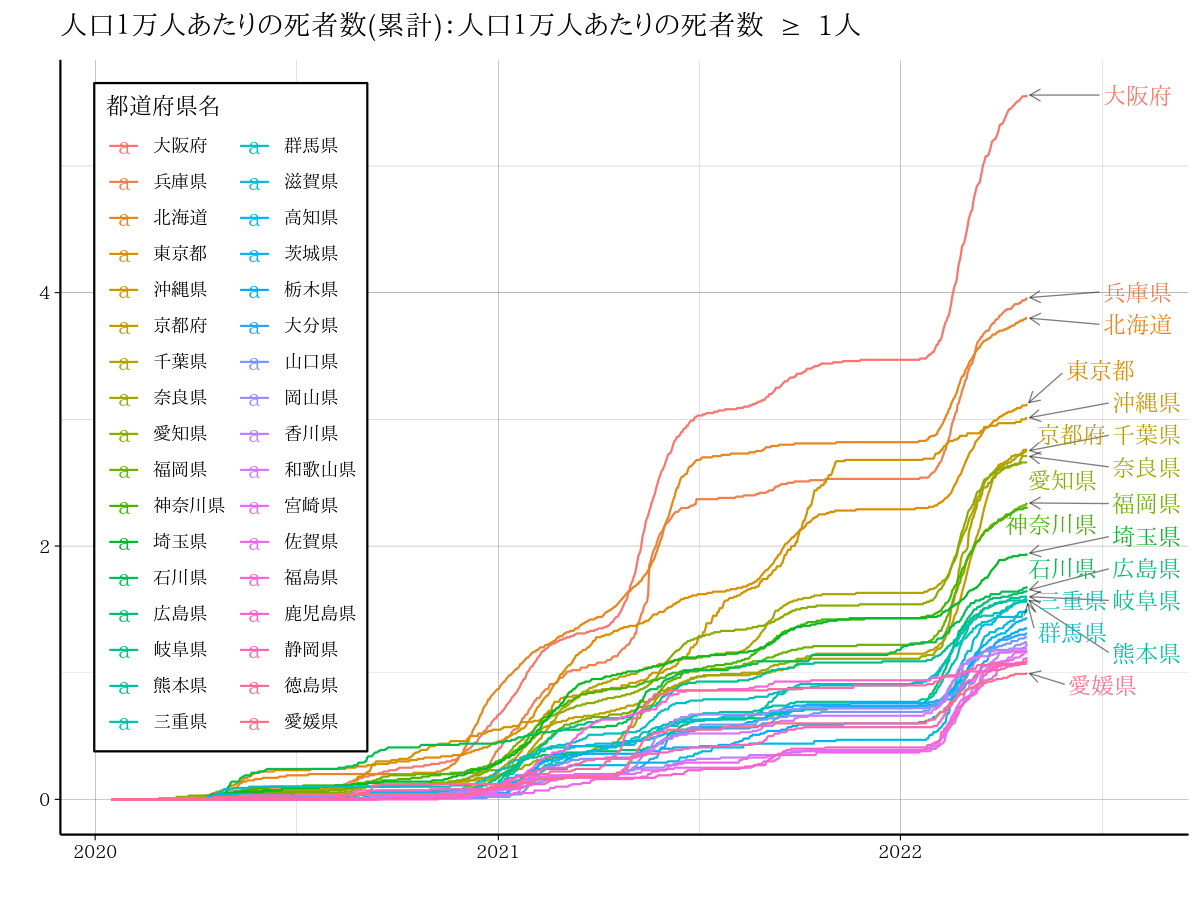 人口1万人あたりの死者数(累計):人口1万人あたりの死者数 ≥ 1人
都道府県名
a 大阪府
a 兵庫県
a 北海道
a 東京都
a 沖縄県
a 京都府
a 千葉県
a 奈良県
a 愛知県
a 福岡県
a 神奈川県
a 埼玉県
a 石川県
a 広島県
a 岐阜県
a 熊本県
a 三重県
a 群馬県
a 滋賀県
a 高知県
a 茨城県
a 栃木県
a 大分県
a 山口県
a 岡山県
a 香川県
a 和歌山県
a 宮崎県
a 佐賀県
a 福島県
a 鹿児島県
a 静岡県
a 徳島県
a 愛媛県
大阪府
兵庫県
北海道
東京都
沖縄県
京都府 千葉県
奈良県
愛知県
福岡県
神奈川県
埼玉県
石川県 広島県
三重県 岐阜県
群馬県
熊本県
愛媛県
4
2
0
2020 2021 2022